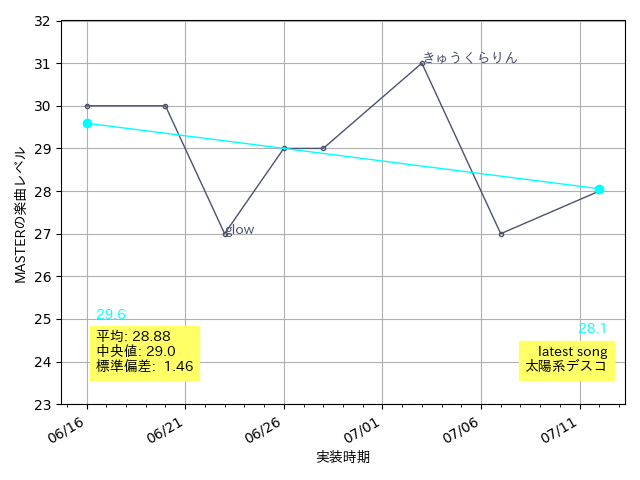 32
31
30
29
28
27
26
25
24
23
MASTERの楽曲レベル
きゅうくらりん
glow
29.6
平均: 28.88
中央値: 29.0
標準偏差: 1.46
28.1
latest song
太陽系デスコ
06/16
06/21
06/26
07/01
07/06
07/11
実装時期